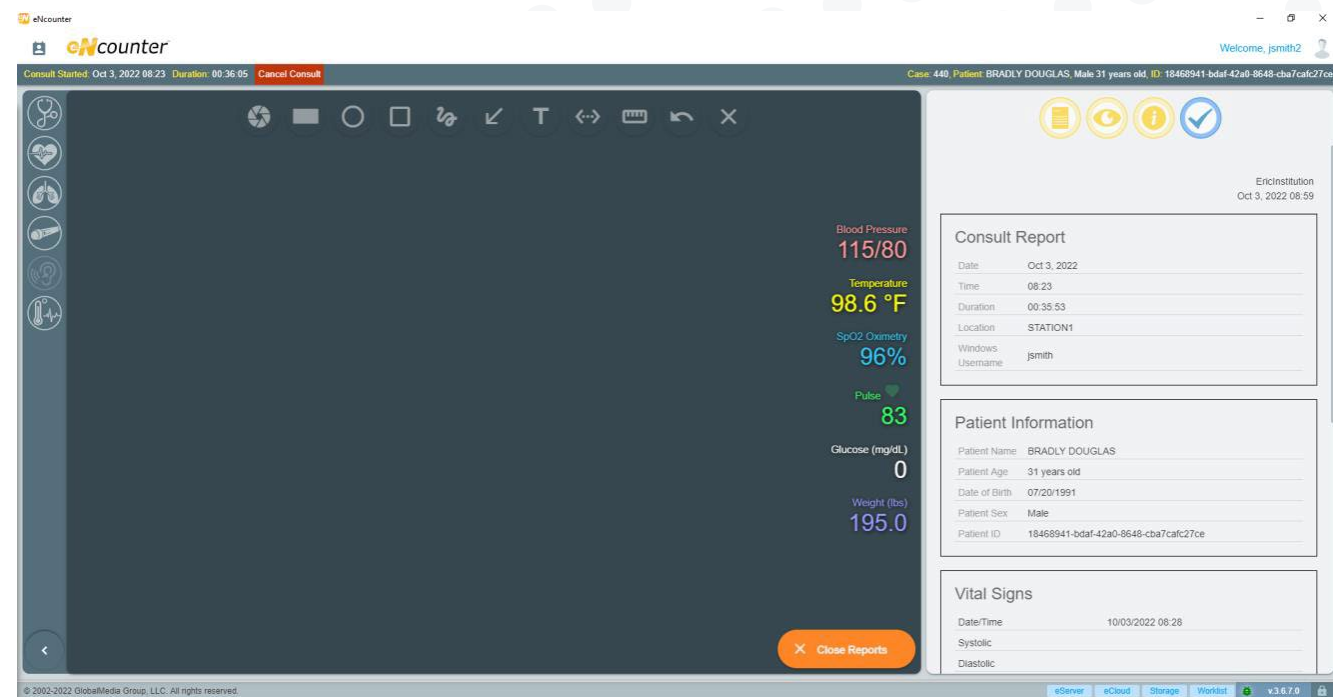 eNcounter
eNcounter
Welcome, jsmith2
Consult Started: Oct 3, 2022 08:23 Duration: 00:36:05 Cancel Consult
Case: 440, Patient: BRADLY DOUGLAS, Male 31 years old, ID: 18468941-bdaf-42a0-8648-cba7cafc27ce
T
Blood Pressure
115/80
Temperature
98.6 °F
SpO2 Oximetry
96%
Pulse
83
Glucose (mg/dL)
0
Weight (lbs)
195.0
Close Reports
EricInstitution
Oct 3, 2022 08:59
Consult Report
Date Oct 3, 2022
Time 08:23
Duration 00:35:53
Location STATION1
Windows
Username jsmith
Patient Information
Patient Name BRADLY DOUGLAS
Patient Age 31 years old
Date of Birth 07/20/1991
Patient Sex Male
Patient ID 18468941-bdaf-42a0-8648-cba7cafc27ce
Vital Signs
Date/Time 10/03/2022 08:28
Systolic
Diastolic
© 2002-2022 GlobalMedia Group, LLC. All rights reserved.
eServer eCloud Storage Worklist v.3.6.7.0